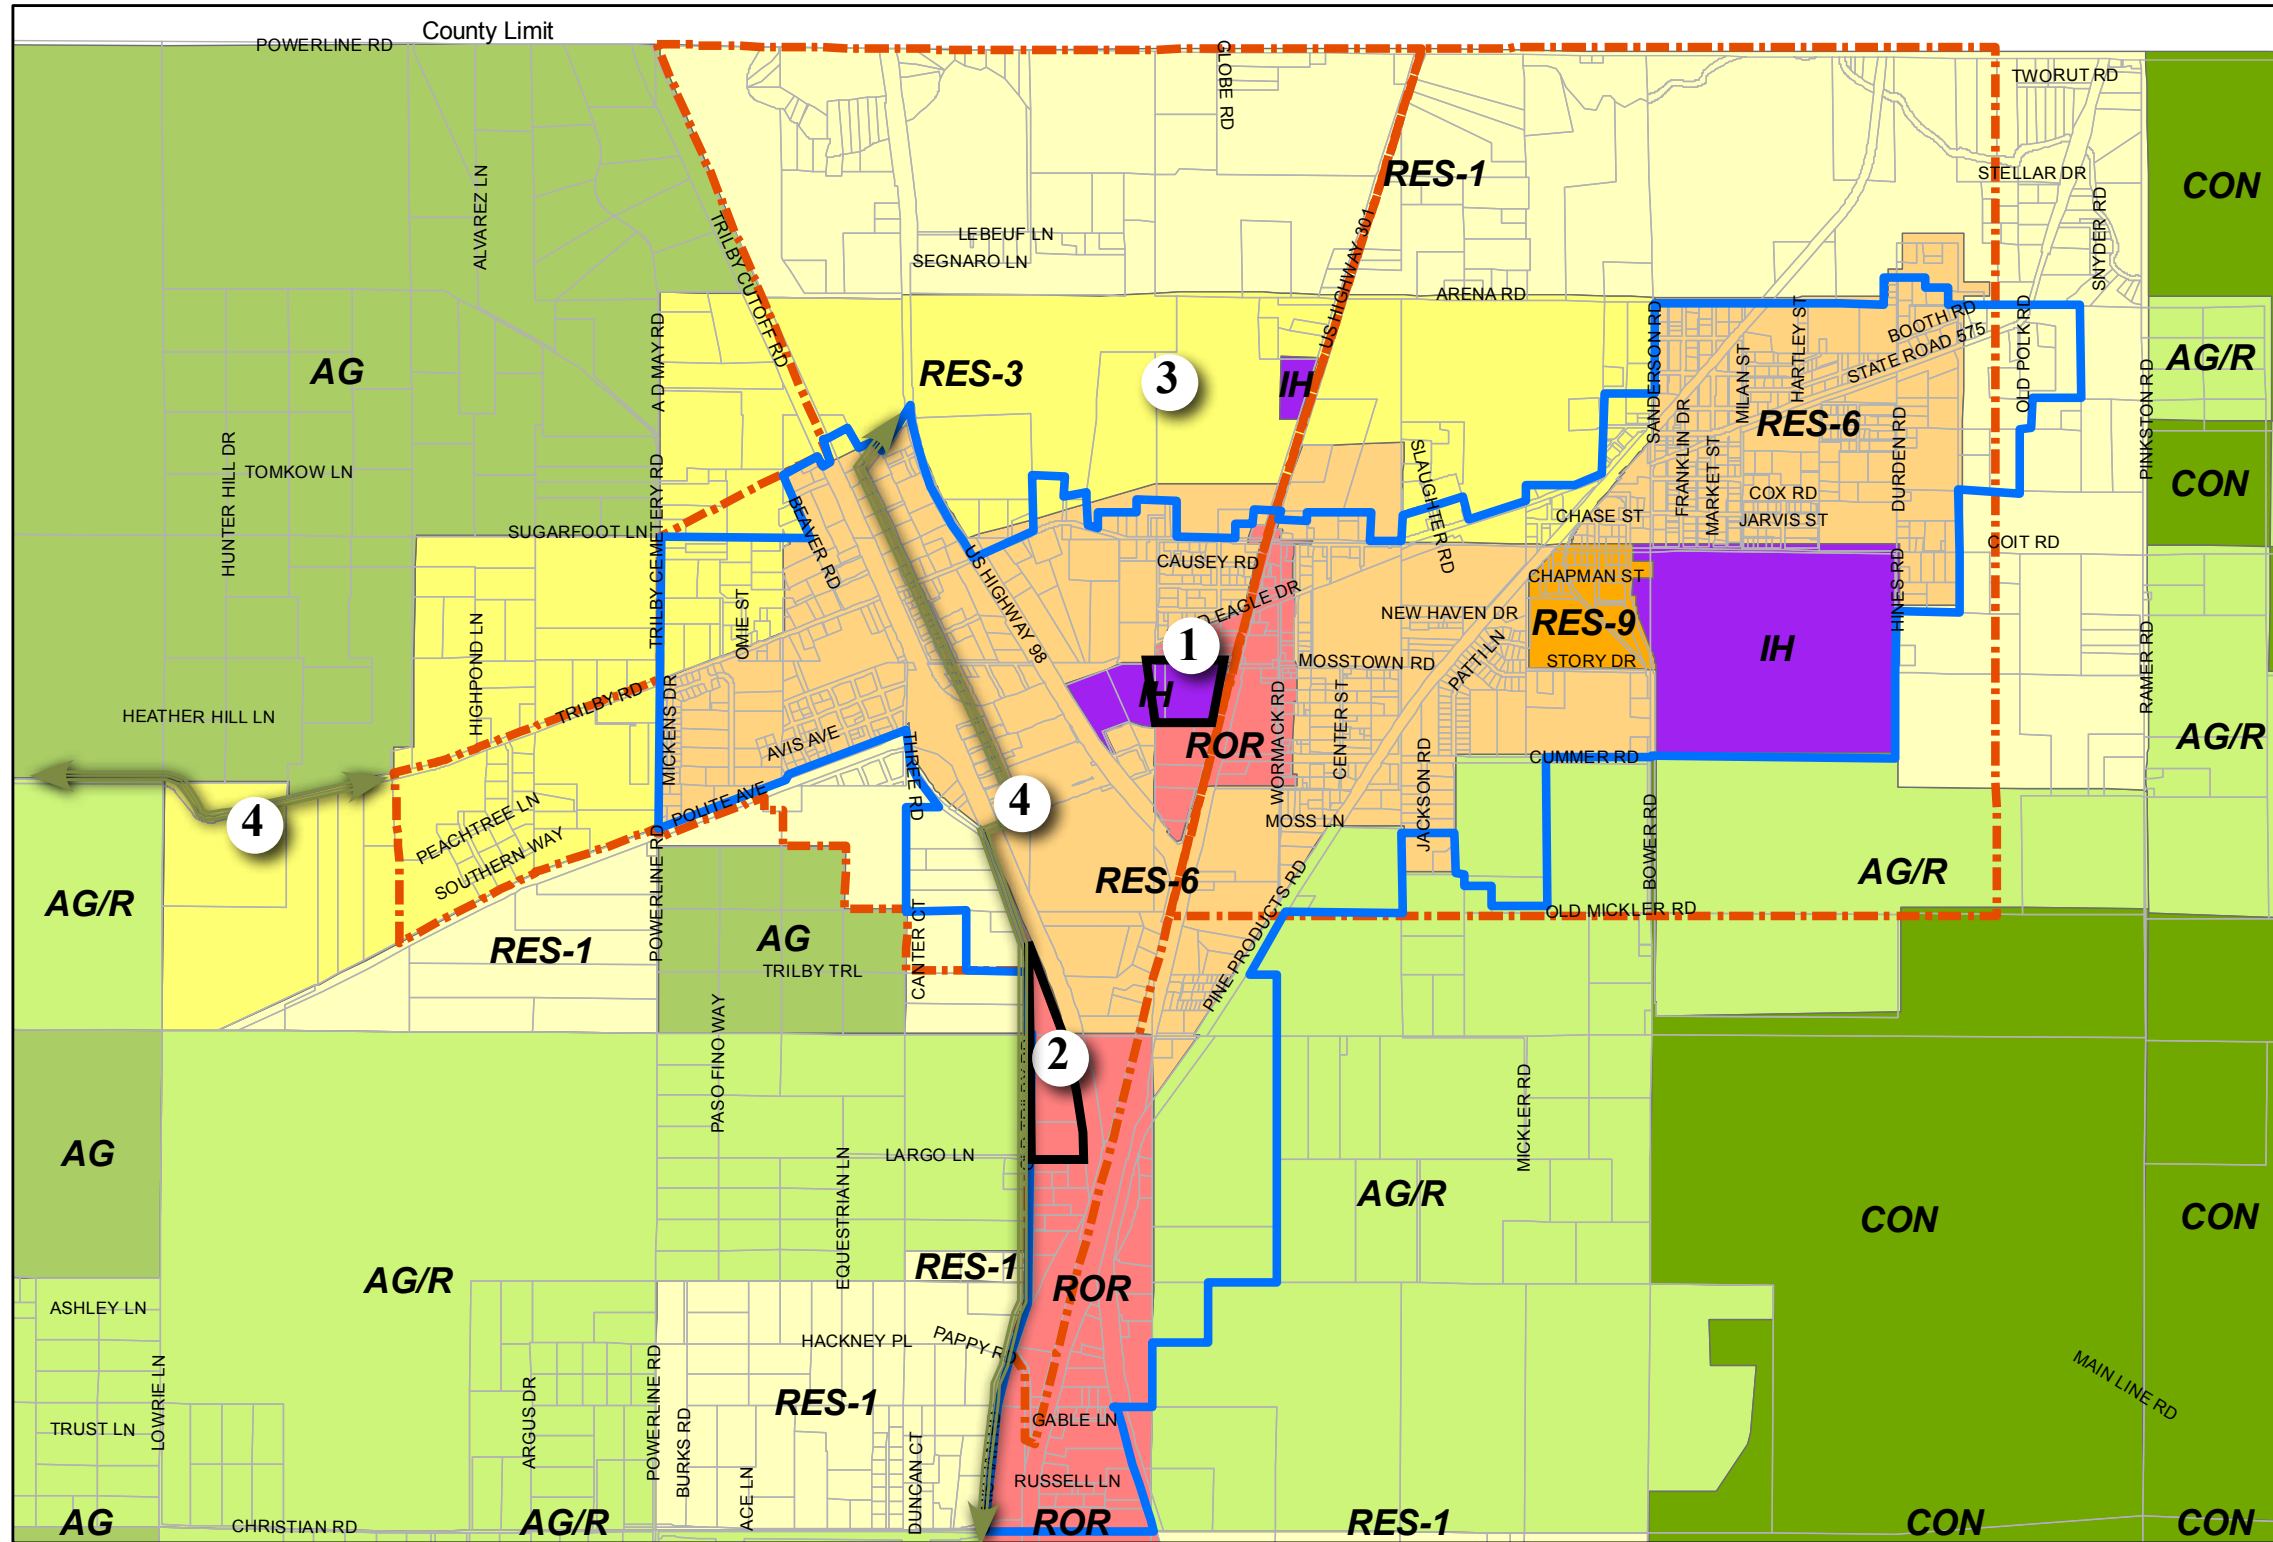 County Limit
POWERLINE RD
GLOBE RD
TWORUT RD
RES-1
STELLAR DR
CON
ALVAREZ LN
SNYDER RD
TRILBY CUTOFF RD
LEBEUF LN
SEGNARO LN
US HIGHWAY 301
ARENA RD
A D MAY RD
SANDERSON RD
HARTLEY ST
BOOTH RD
STATE ROAD 575
OLD POLK RD
AG
RES-3
3
IH
MILAN ST
AG/R
PINKSTON RD
RES-6
FRANKLIN DR
MARKET ST
DURDEN RD
HUNTER HILL DR
TOMKOW LN
TRILBY CEMETERY RD
SLAUGHTER RD
COX RD
CON
SUGARFOOT LN
BEAVER RD
CHASE ST
JARVIS ST
COIT RD
US HIGHWAY 98
CAUSEY RD
CHAPMAN ST
HINES RD
OMIE ST
EAGLE DR
NEW HAVEN DR
RES-9
HIGHPOND LN
1
MOSSTOWN RD
PATTI LN
STORY DR
IH
RAMER RD
IH
HEATHER HILL LN
TRILBY RD
MICKENS DR
AVIS AVE
THREE RD
ROR
WORMACK RD
CENTER ST
JACKSON RD
CUMMER RD
AG/R
4
4
PEACHTREE LN
POLITE AVE
MOSS LN
BOWER RD
SOUTHERN WAY
POWERLINE RD
RES-6
AG/R
AG/R
PINE PRODUCTS RD
OLD MICKLER RD
RES-1
AG
CANTER CT
TRILBY TRL
PASO FINO WAY
2
MICKLER RD
AG
LARGO LN
EQUESTRIAN LN
AG/R
CON
CON
AG/R
RES-1
ROR
ASHLEY LN
HACKNEY PL
PAPPY RD
LOWRIE LN
ARGUS DR
POWERLINE RD
BURKS RD
RES-1
MAIN LINE RD
TRUST LN
ACE LN
DUNCAN CT
GABLE LN
RUSSELL LN
AG
CHRISTIAN RD
AG/R
ROR
RES-1
CON
CON